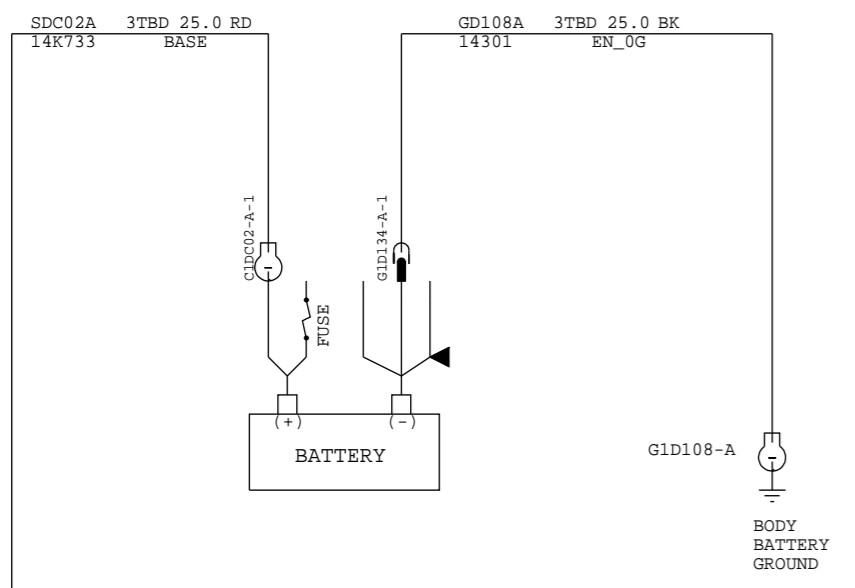 SDC02A 3TBD 25.0 RD
14K733 BASE
GD108A 3TBD 25.0 BK
14301 EN_0G
C1DC02-A-1
G1D134-A-1
FUSE
(+)
(-)
BATTERY
G1D108-A
BODY
BATTERY
GROUND